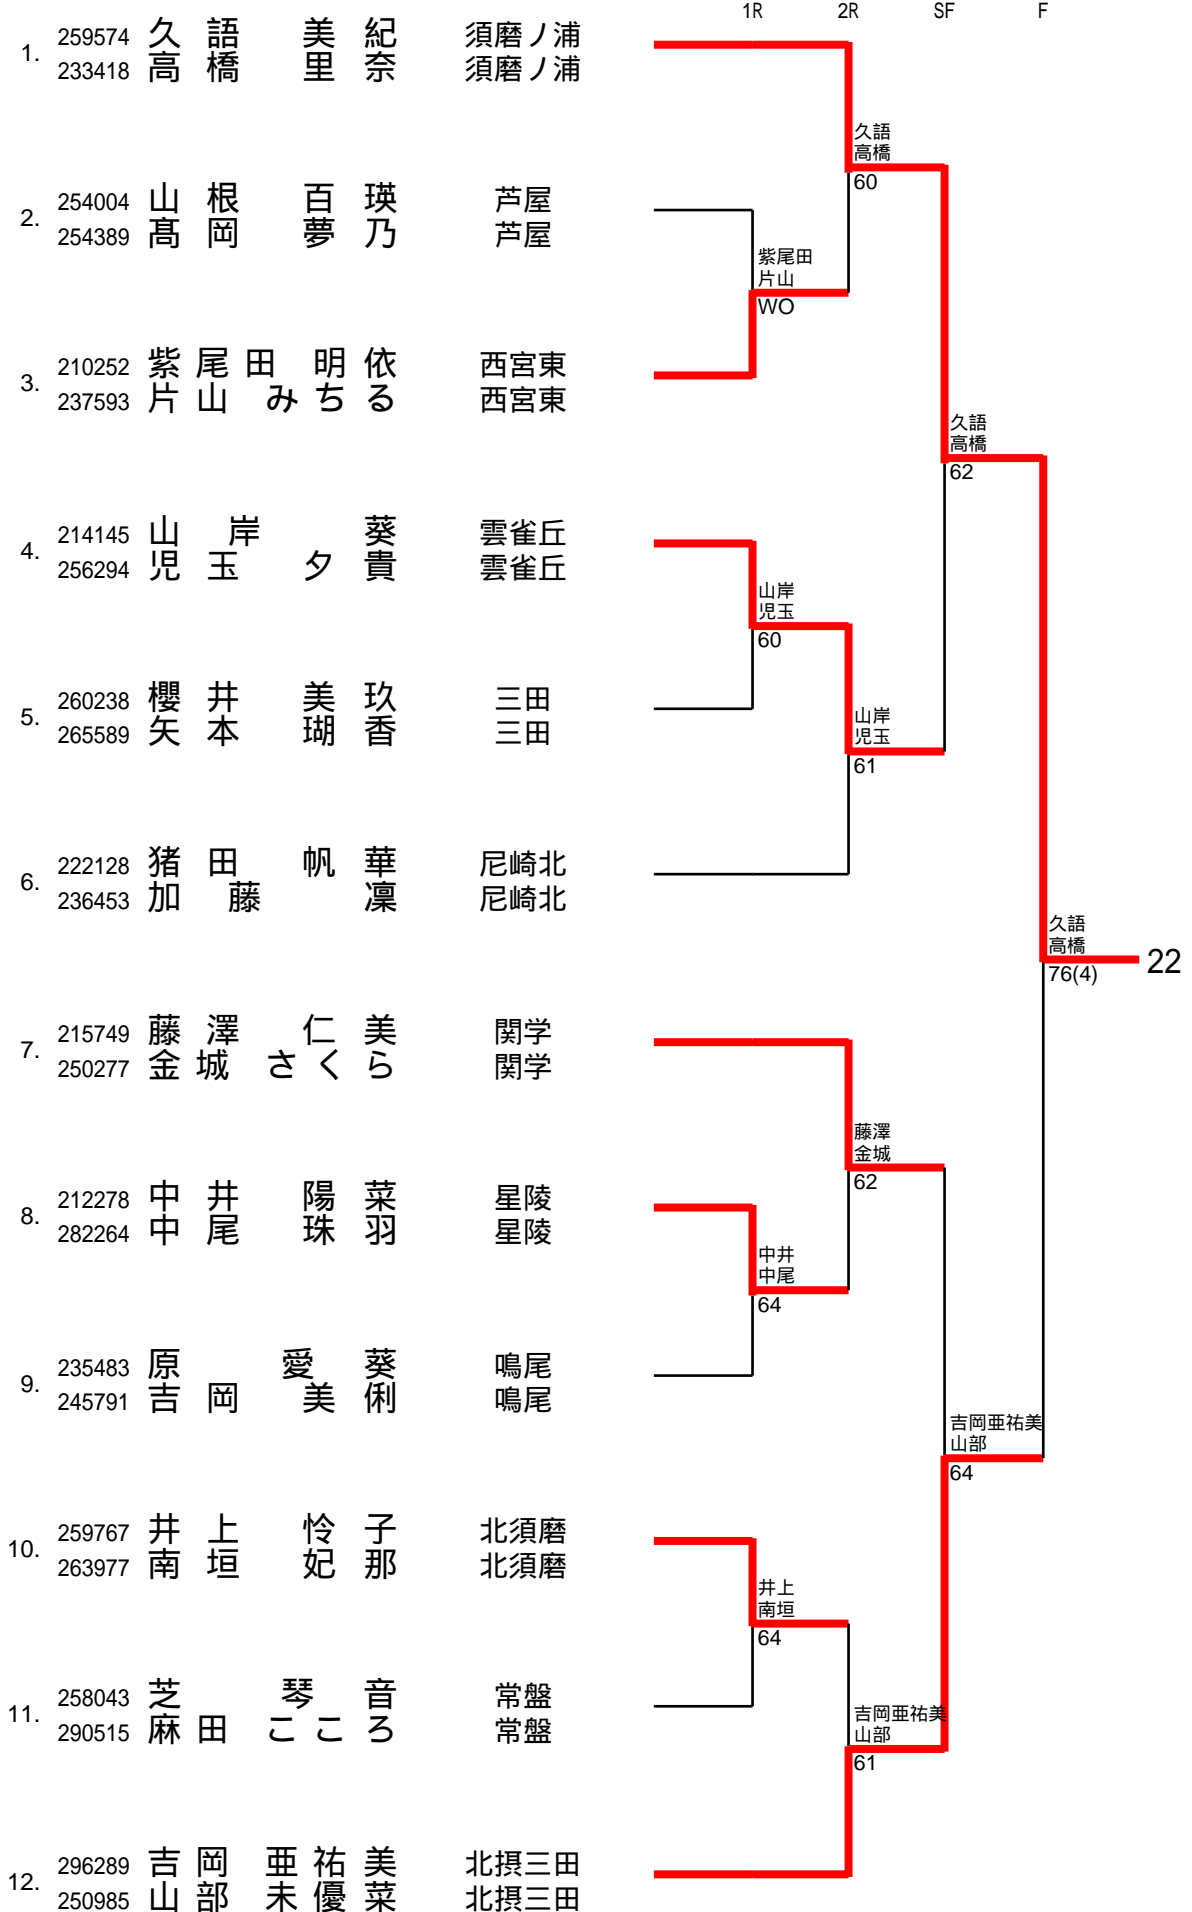 1R 2R SF F
1. 259574 久語 美紀 須磨ノ浦
233418 高橋 里奈 須磨ノ浦
久語
高橋
60
2. 254004 山根 百瑛 芦屋
254389 髙岡 夢乃 芦屋
紫尾田
片山
WO
3. 210252 紫尾田 明依 西宮東
237593 片山 みちる 西宮東
久語
高橋
62
4. 214145 山岸 葵 雲雀丘
256294 児玉 夕貴 雲雀丘
山岸
児玉
60
5. 260238 櫻井 美玖 三田
265589 矢本 瑚香 三田
山岸
児玉
61
6. 222128 猪田 帆華 尼崎北
236453 加藤 凜 尼崎北
久語
高橋
76(4)
22
7. 215749 藤澤 仁美 関学
250277 金城 さくら 関学
藤澤
金城
62
8. 212278 中井 陽菜 星陵
282264 中尾 珠羽 星陵
中井
中尾
64
9. 235483 原 愛葵 鳴尾
245791 吉岡 美俐 鳴尾
吉岡亜祐美
山部
64
10. 259767 井上 怜子 北須磨
263977 南垣 妃那 北須磨
井上
南垣
64
11. 258043 芝 琴音 常盤
290515 麻田 こころ 常盤
吉岡亜祐美
山部
61
12. 296289 吉岡 亜祐美 北摂三田
250985 山部 未優菜 北摂三田